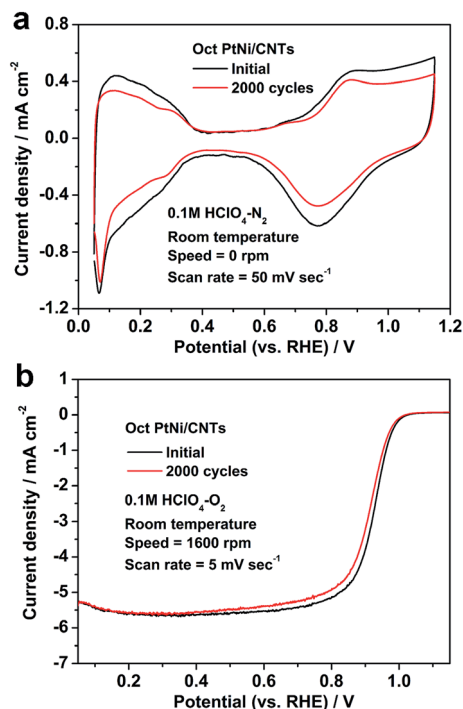 a
0.8
0.4
0.0
-0.4
-0.8
-1.2
Current density / mA cm⁻²
Oct PtNi/CNTs
Initial
2000 cycles
0.1M HClO₄-N₂
Room temperature
Speed = 0 rpm
Scan rate = 50 mV sec⁻¹
0.0 0.2 0.4 0.6 0.8 1.0 1.2
Potential (vs. RHE) / V
b
1
0
-1
-2
-3
-4
-5
-6
-7
Current density / mA cm⁻²
Oct PtNi/CNTs
Initial
2000 cycles
0.1M HClO₄-O₂
Room temperature
Speed = 1600 rpm
Scan rate = 5 mV sec⁻¹
0.2 0.4 0.6 0.8 1.0
Potential (vs. RHE) / V